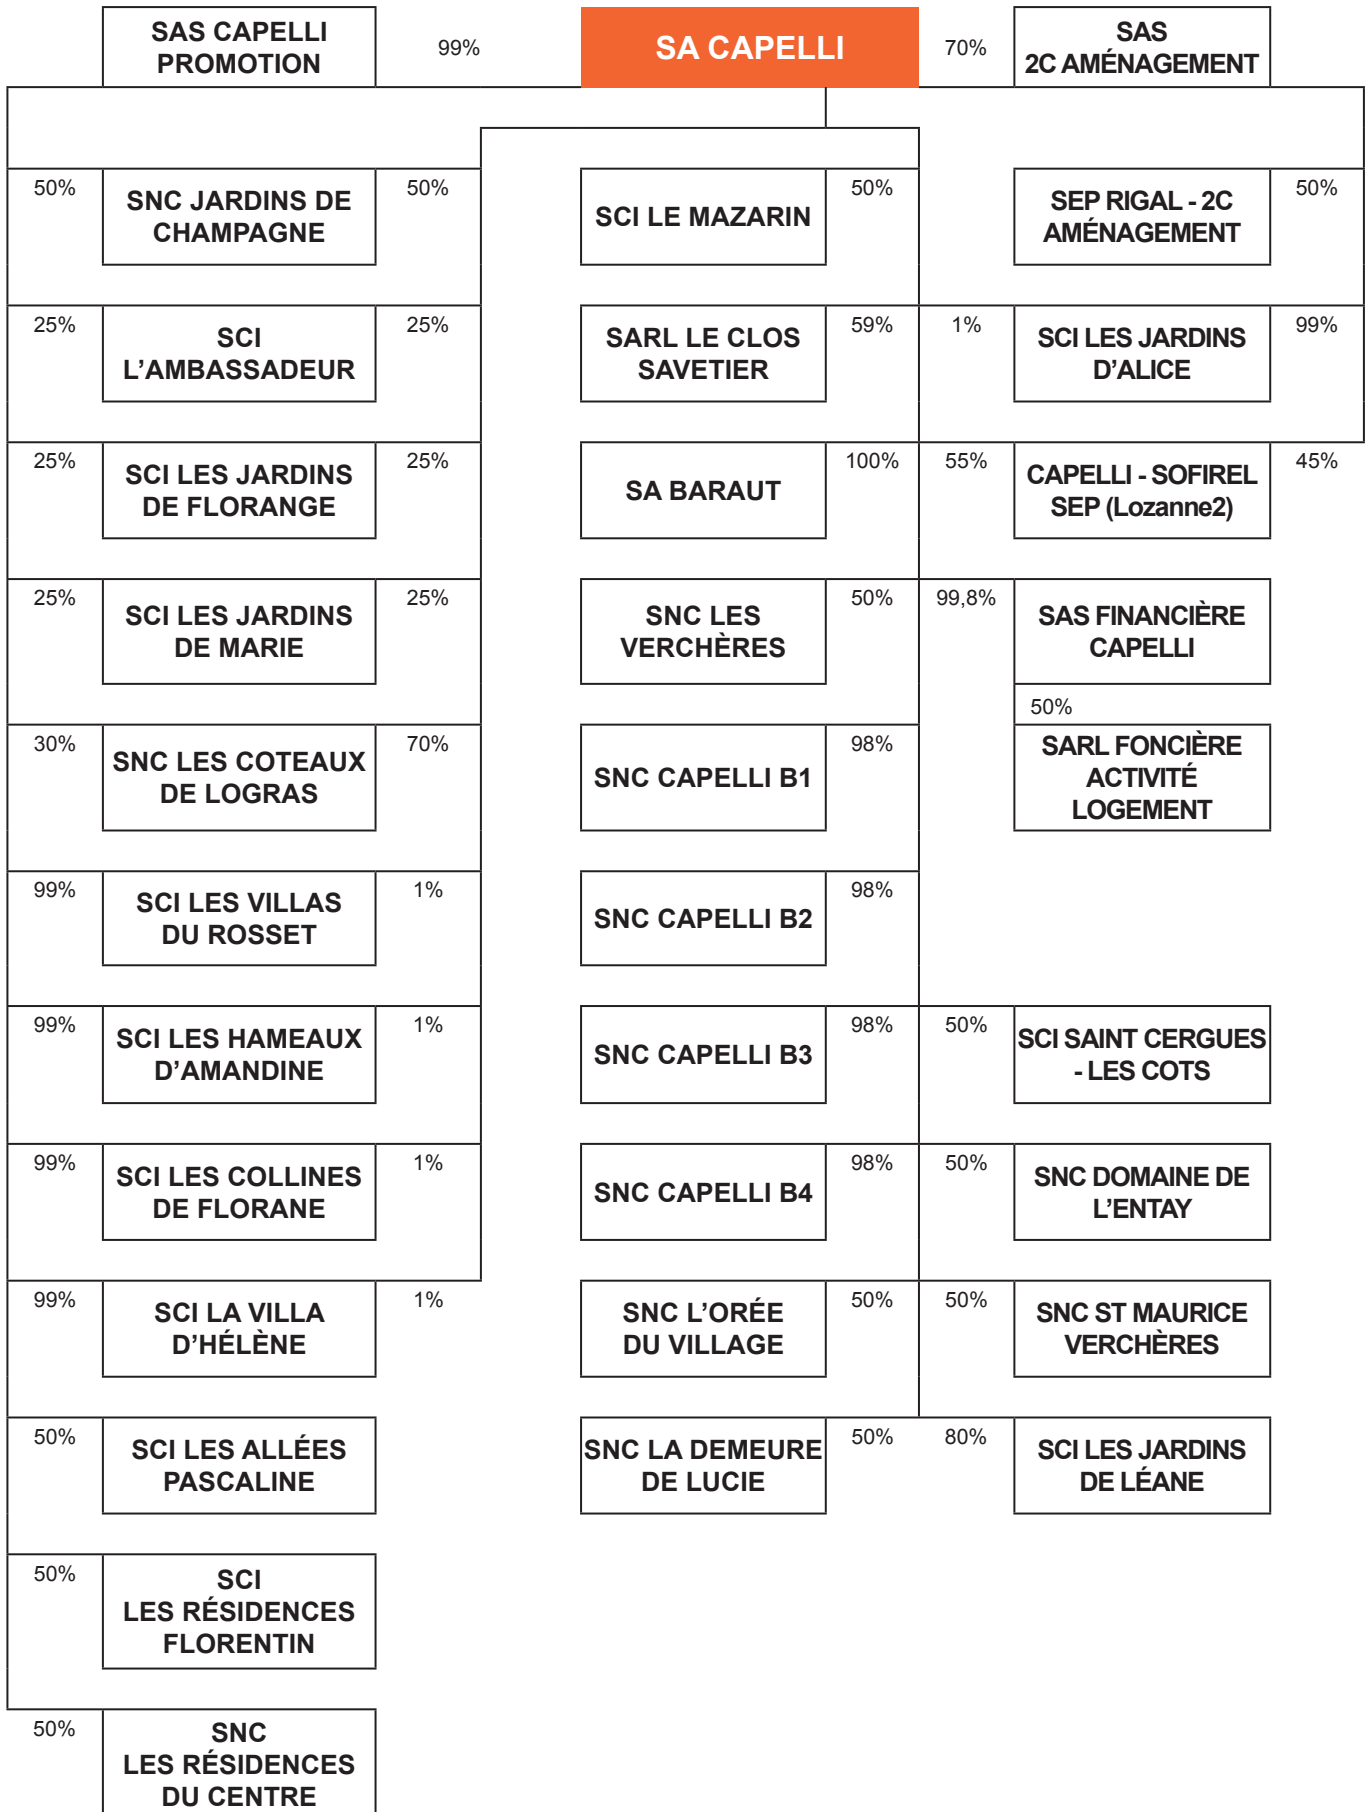 SAS CAPELLI
PROMOTION
99%
SA CAPELLI
70%
SAS
2C AMÉNAGEMENT
50%
SNC JARDINS DE
CHAMPAGNE
50%
SCI LE MAZARIN
50%
SEP RIGAL - 2C
AMÉNAGEMENT
50%
25%
SCI
L’AMBASSADEUR
25%
SARL LE CLOS
SAVETIER
59%
1%
SCI LES JARDINS
D’ALICE
99%
25%
SCI LES JARDINS
DE FLORANGE
25%
SA BARAUT
100%
55%
CAPELLI - SOFIREL
SEP (Lozanne2)
45%
25%
SCI LES JARDINS
DE MARIE
25%
SNC LES
VERCHÈRES
50%
99,8%
SAS FINANCIÈRE
CAPELLI
50%
30%
SNC LES COTEAUX
DE LOGRAS
70%
SNC CAPELLI B1
98%
SARL FONCIÈRE
ACTIVITÉ
LOGEMENT
99%
SCI LES VILLAS
DU ROSSET
1%
SNC CAPELLI B2
98%
99%
SCI LES HAMEAUX
D’AMANDINE
1%
SNC CAPELLI B3
98%
50%
SCI SAINT CERGUES
- LES COTS
99%
SCI LES COLLINES
DE FLORANE
1%
SNC CAPELLI B4
98%
50%
SNC DOMAINE DE
L’ENTAY
99%
SCI LA VILLA
D’HÉLÈNE
1%
SNC L’ORÉE
DU VILLAGE
50%
50%
SNC ST MAURICE
VERCHÈRES
50%
SCI LES ALLÉES
PASCALINE
SNC LA DEMEURE
DE LUCIE
50%
80%
SCI LES JARDINS
DE LÉANE
50%
SCI
LES RÉSIDENCES
FLORENTIN
50%
SNC
LES RÉSIDENCES
DU CENTRE